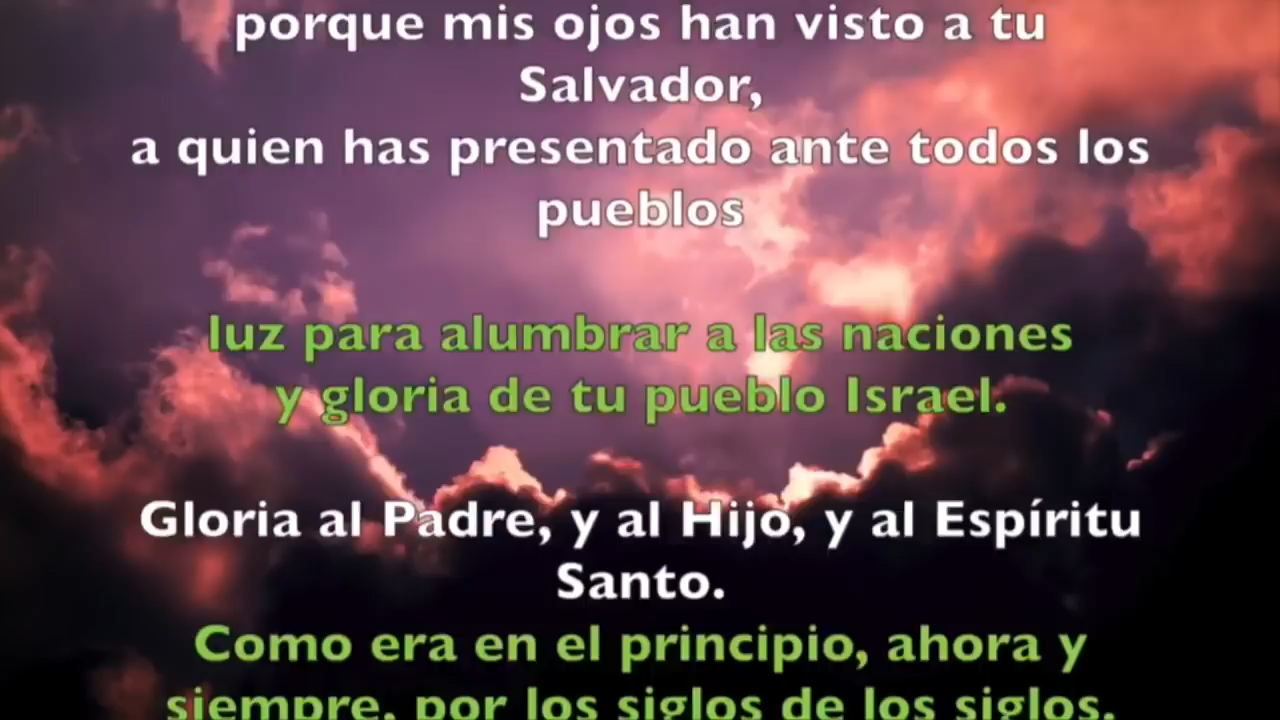 porque mis ojos han visto a tu
Salvador,
a quien has presentado ante todos los
pueblos
luz para alumbrar a las naciones
y gloria de tu pueblo Israel.
Gloria al Padre, y al Hijo, y al Espíritu
Santo.
Como era en el principio, ahora y
siempre, por los siglos de los siglos.